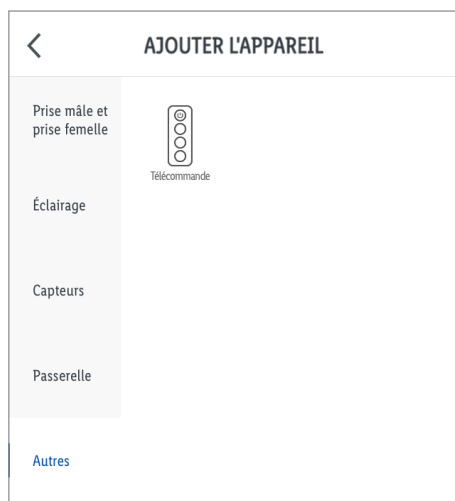 AJOUTER L'APPAREIL
Prise mâle et
prise femelle
Télécommande
Éclairage
Capteurs
Passerelle
Autres